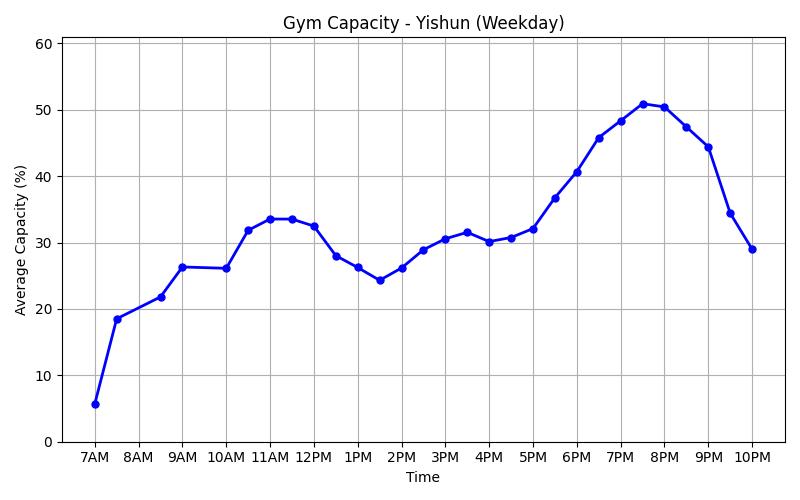 Gym Capacity - Yishun (Weekday)
60
50
40
30
20
10
0
Average Capacity (%)
7AM 8AM 9AM 10AM 11AM 12PM 1PM 2PM 3PM 4PM 5PM 6PM 7PM 8PM 9PM 10PM
Time